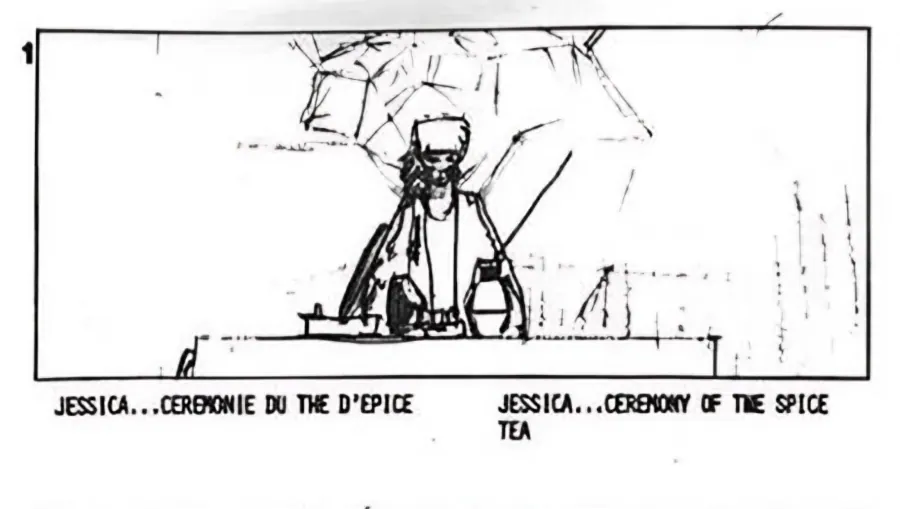 1
JESSICA...CEREMONIE DU THE D'EPICE
JESSICA...CEREMONY OF THE SPICE
TEA